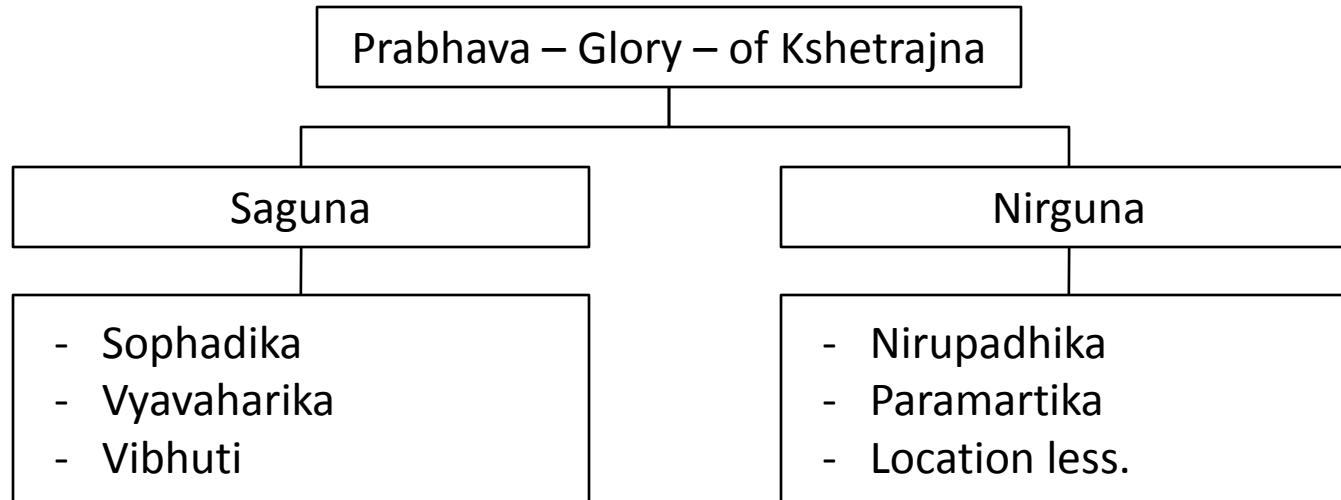 Prabhava – Glory – of Kshetrajna
Saguna
Nirguna
- Sophadika
- Vyavaharika
- Vibhuti
- Nirupadhika
- Paramartika
- Location less.